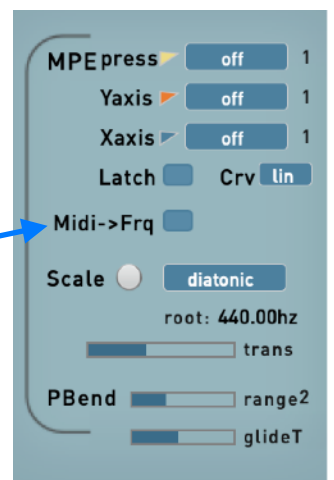 MPE press off 1
Yaxis off 1
Xaxis off 1
Latch Crv lin
Midi->Frq
Scale diatonic
root: 440.00hz
trans
PBend range2
glideT